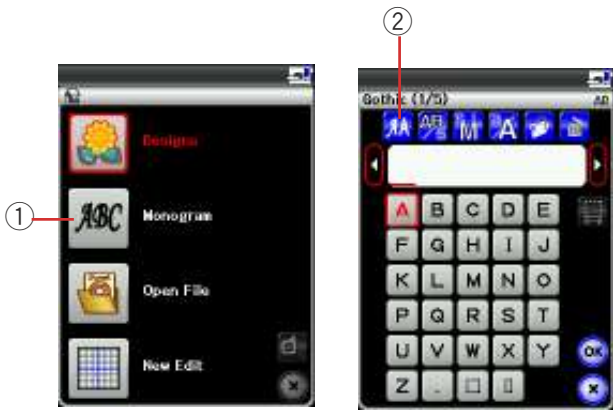 ②
①
Designs
ABC Monogram
Open File
New Edit
Gothic (1/5)
A B C D E
F G H I J
K L M N O
P Q R S T
U V W X Y
Z .
OK